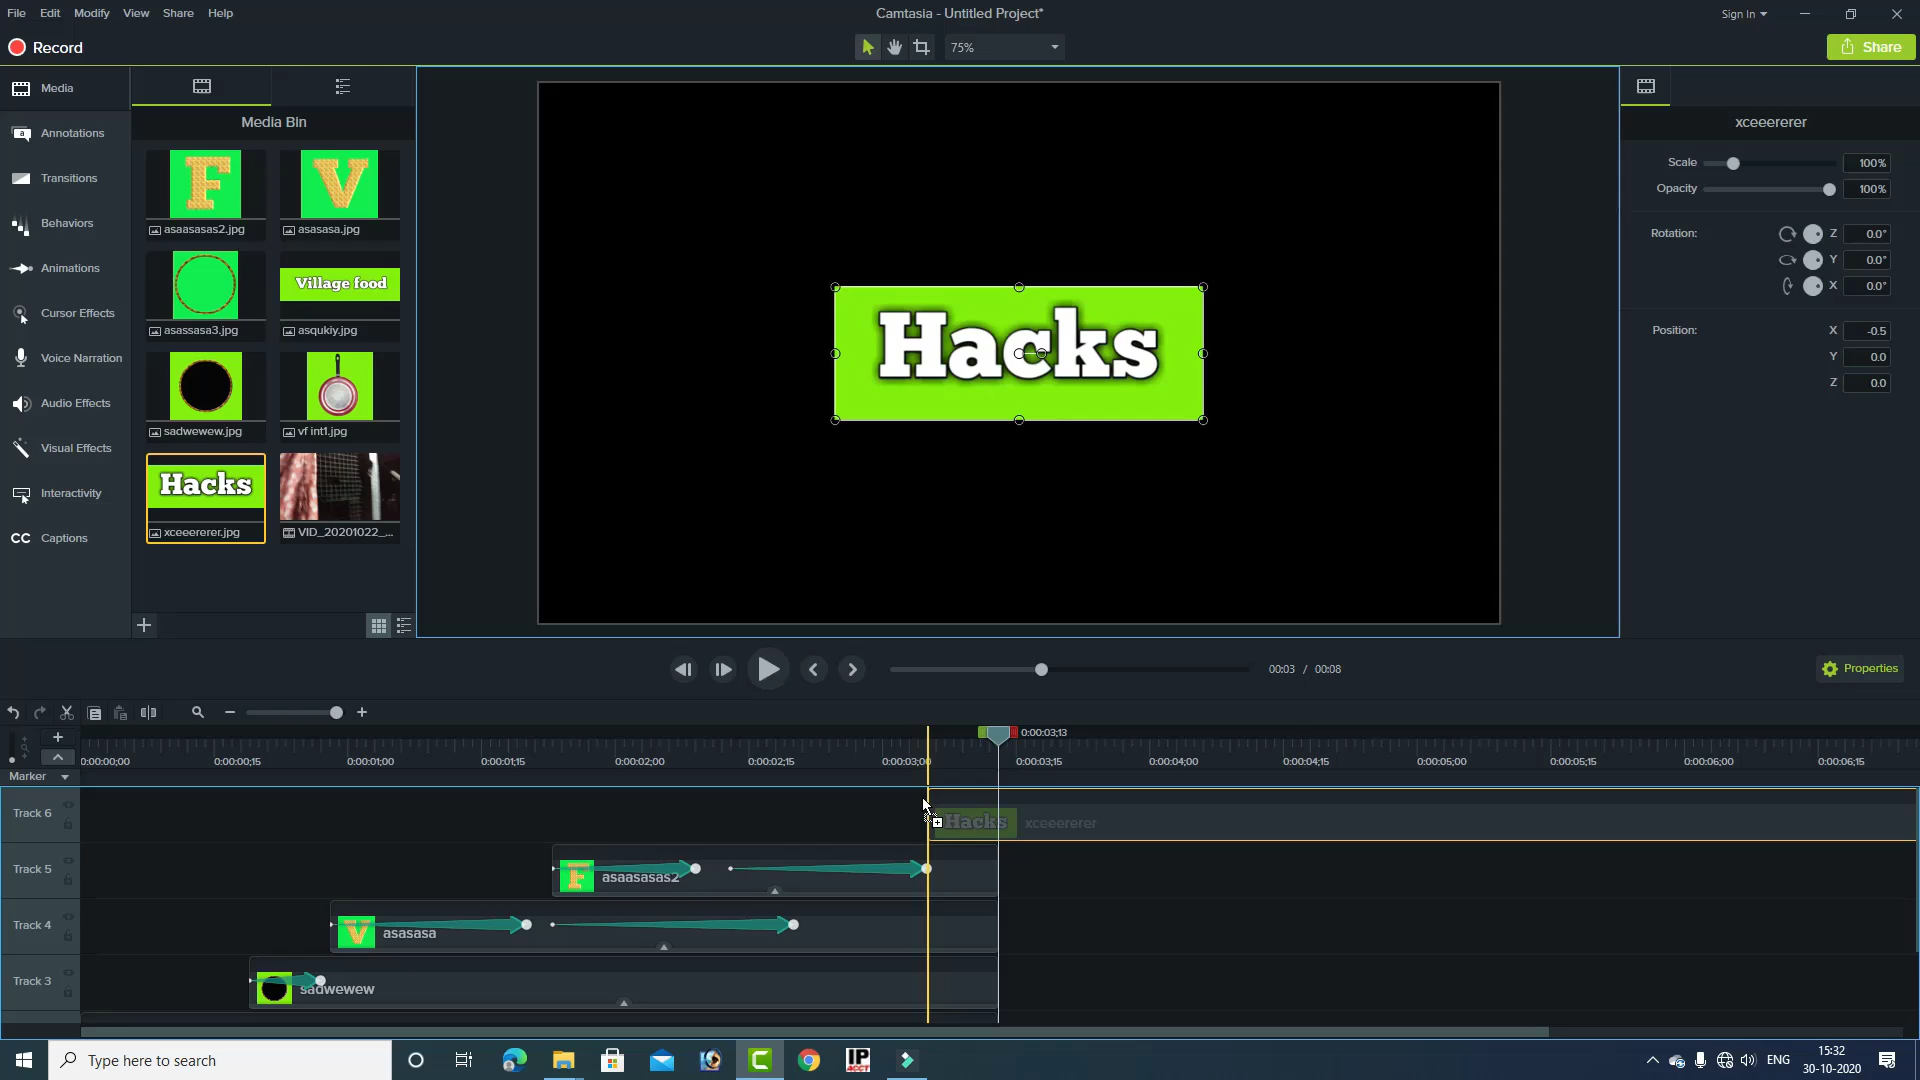 File Edit Modify View Share Help
Camtasia - Untitled Project*
Sign In
Record
75%
Share
Media
Annotations
Transitions
Behaviors
Animations
Cursor Effects
Voice Narration
Audio Effects
Visual Effects
Interactivity
CC Captions
Media Bin
F
V
asaasasas2.jpg
asasasa.jpg
Village food
asassasa3.jpg
asqukiy.jpg
sadwewew.jpg
vf int1.jpg
Hacks
xceeererer.jpg
VID_20201022_...
Hacks
xceeererer
Scale 100%
Opacity 100%
Rotation: Z 0.0°
Y 0.0°
X 0.0°
Position: X -0.5
Y 0.0
Z 0.0
00:03 / 00:08
Properties
0:00:03;13
0:00:00;00 0:00:00;15 0:00:01;00 0:00:01;15 0:00:02;00 0:00:02;15 0:00:03;00 0:00:03;15 0:00:04;00 0:00:04;15 0:00:05;00 0:00:05;15 0:00:06;00 0:00:06;15
Marker
Track 6
Hacks xceeererer
Track 5
F asaasasas2
Track 4
V asasasa
Track 3
sadwewew
Type here to search
IP
ACCT
ENG
15:32
30-10-2020